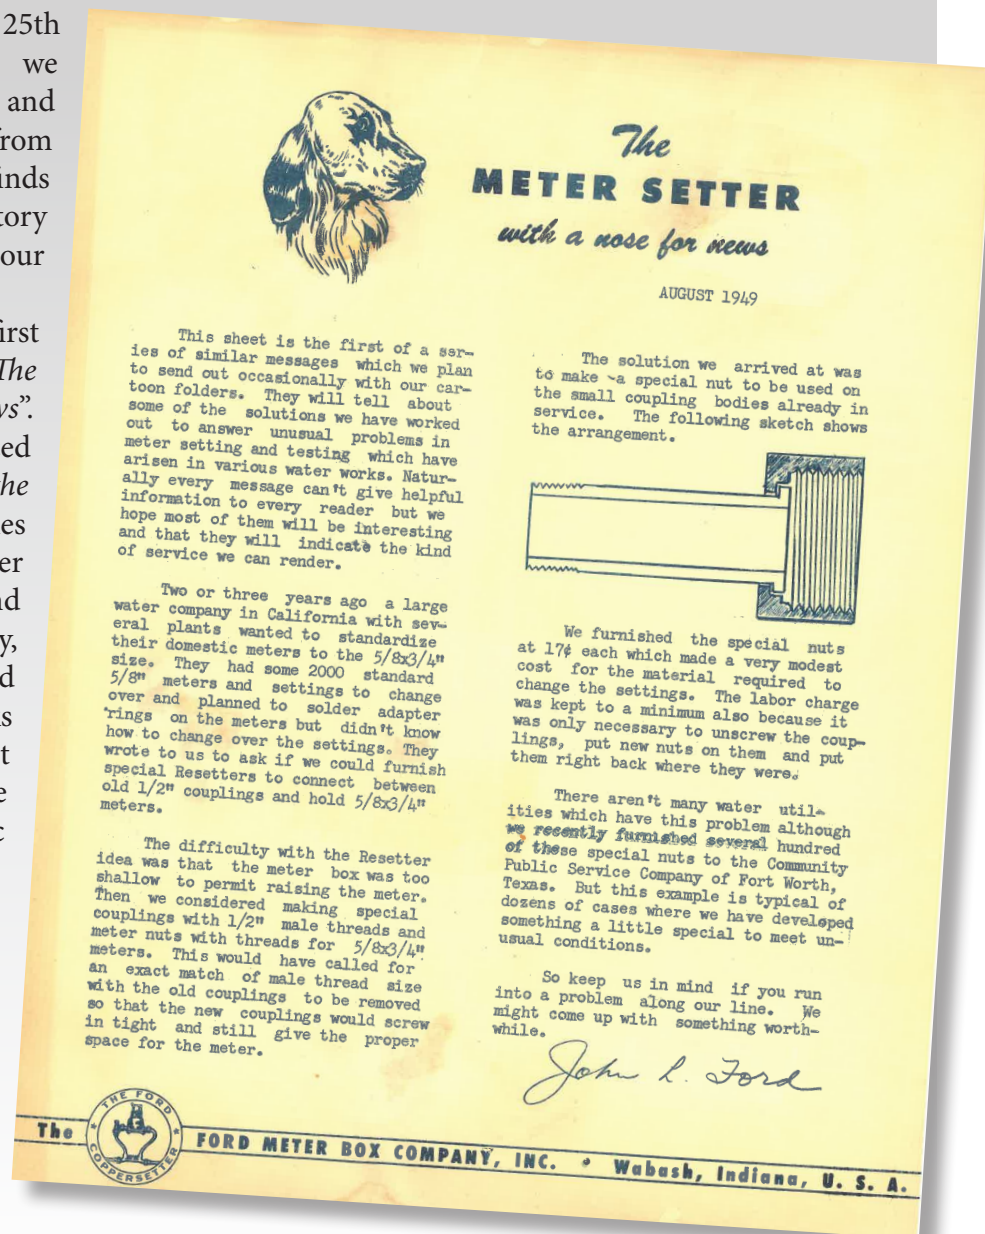 25th
we
and
from
inds
tory
our
irst
The
ws”.
ed
the
es
er
nd
y,
d
s
t
e
c
The
METER SETTER
with a nose for news
AUGUST 1949
This sheet is the first of a ser-
ies of similar messages which we plan
to send out occasionally with our car-
toon folders. They will tell about
some of the solutions we have worked
out to answer unusual problems in
meter setting and testing which have
arisen in various water works. Natur-
ally every message can't give helpful
information to every reader but we
hope most of them will be interesting
and that they will indicate the kind
of service we can render.
Two or three years ago a large
water company in California with sev-
eral plants wanted to standardize
their domestic meters to the 5/8x3/4"
size. They had some 2000 standard
5/8" meters and settings to change
over and planned to solder adapter
rings on the meters but didn't know
how to change over the settings. They
wrote to us to ask if we could furnish
special Resetters to connect between
old 1/2" couplings and hold 5/8x3/4"
meters.
The difficulty with the Resetter
idea was that the meter box was too
shallow to permit raising the meter.
Then we considered making special
couplings with 1/2" male threads and
meter nuts with threads for 5/8x3/4"
meters. This would have called for
an exact match of male thread size
with the old couplings to be removed
so that the new couplings would screw
in tight and still give the proper
space for the meter.
The solution we arrived at was
to make a special nut to be used on
the small coupling bodies already in
service. The following sketch shows
the arrangement.
We furnished the special nuts
at 17¢ each which made a very modest
cost for the material required to
change the settings. The labor charge
was kept to a minimum also because it
was only necessary to unscrew the coup-
lings, put new nuts on them and put
them right back where they were.
There aren't many water util-
ities which have this problem although
we recently furnished several hundred
of these special nuts to the Community
Public Service Company of Fort Worth,
Texas. But this example is typical of
dozens of cases where we have developed
something a little special to meet un-
usual conditions.
So keep us in mind if you run
into a problem along our line. We
might come up with something worth-
while.
John L. Ford
The THE FORD COPPERSETTER FORD METER BOX COMPANY, INC. • Wabash, Indiana, U. S. A.